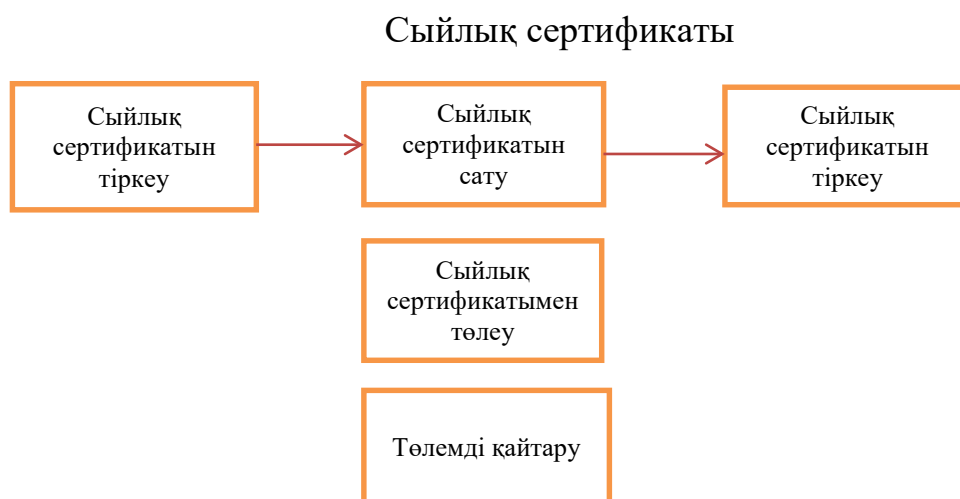 Сыйлық сертификаты
Сыйлық
сертификатын
тіркеу
Сыйлық
сертификатын
сату
Сыйлық
сертификатын
тіркеу
Сыйлық
сертификатымен
төлеу
Төлемді қайтару